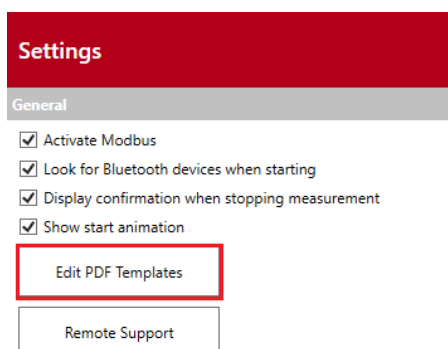 Settings
General
Activate Modbus
Look for Bluetooth devices when starting
Display confirmation when stopping measurement
Show start animation
Edit PDF Templates
Remote Support